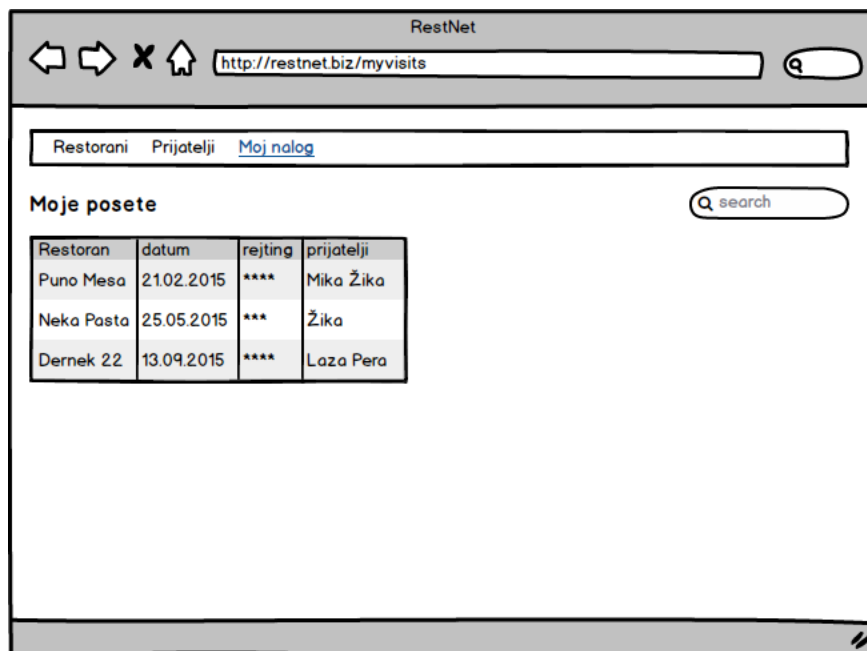 RestNet
http://restnet.biz/myvisits
Restorani Prijatelji Moj nalog
Moje posete
search
Restoran datum rejting prijatelji
Puno Mesa 21.02.2015 **** Mika Žika
Neka Pasta 25.05.2015 *** Žika
Dernek 22 13.09.2015 **** Laza Pera